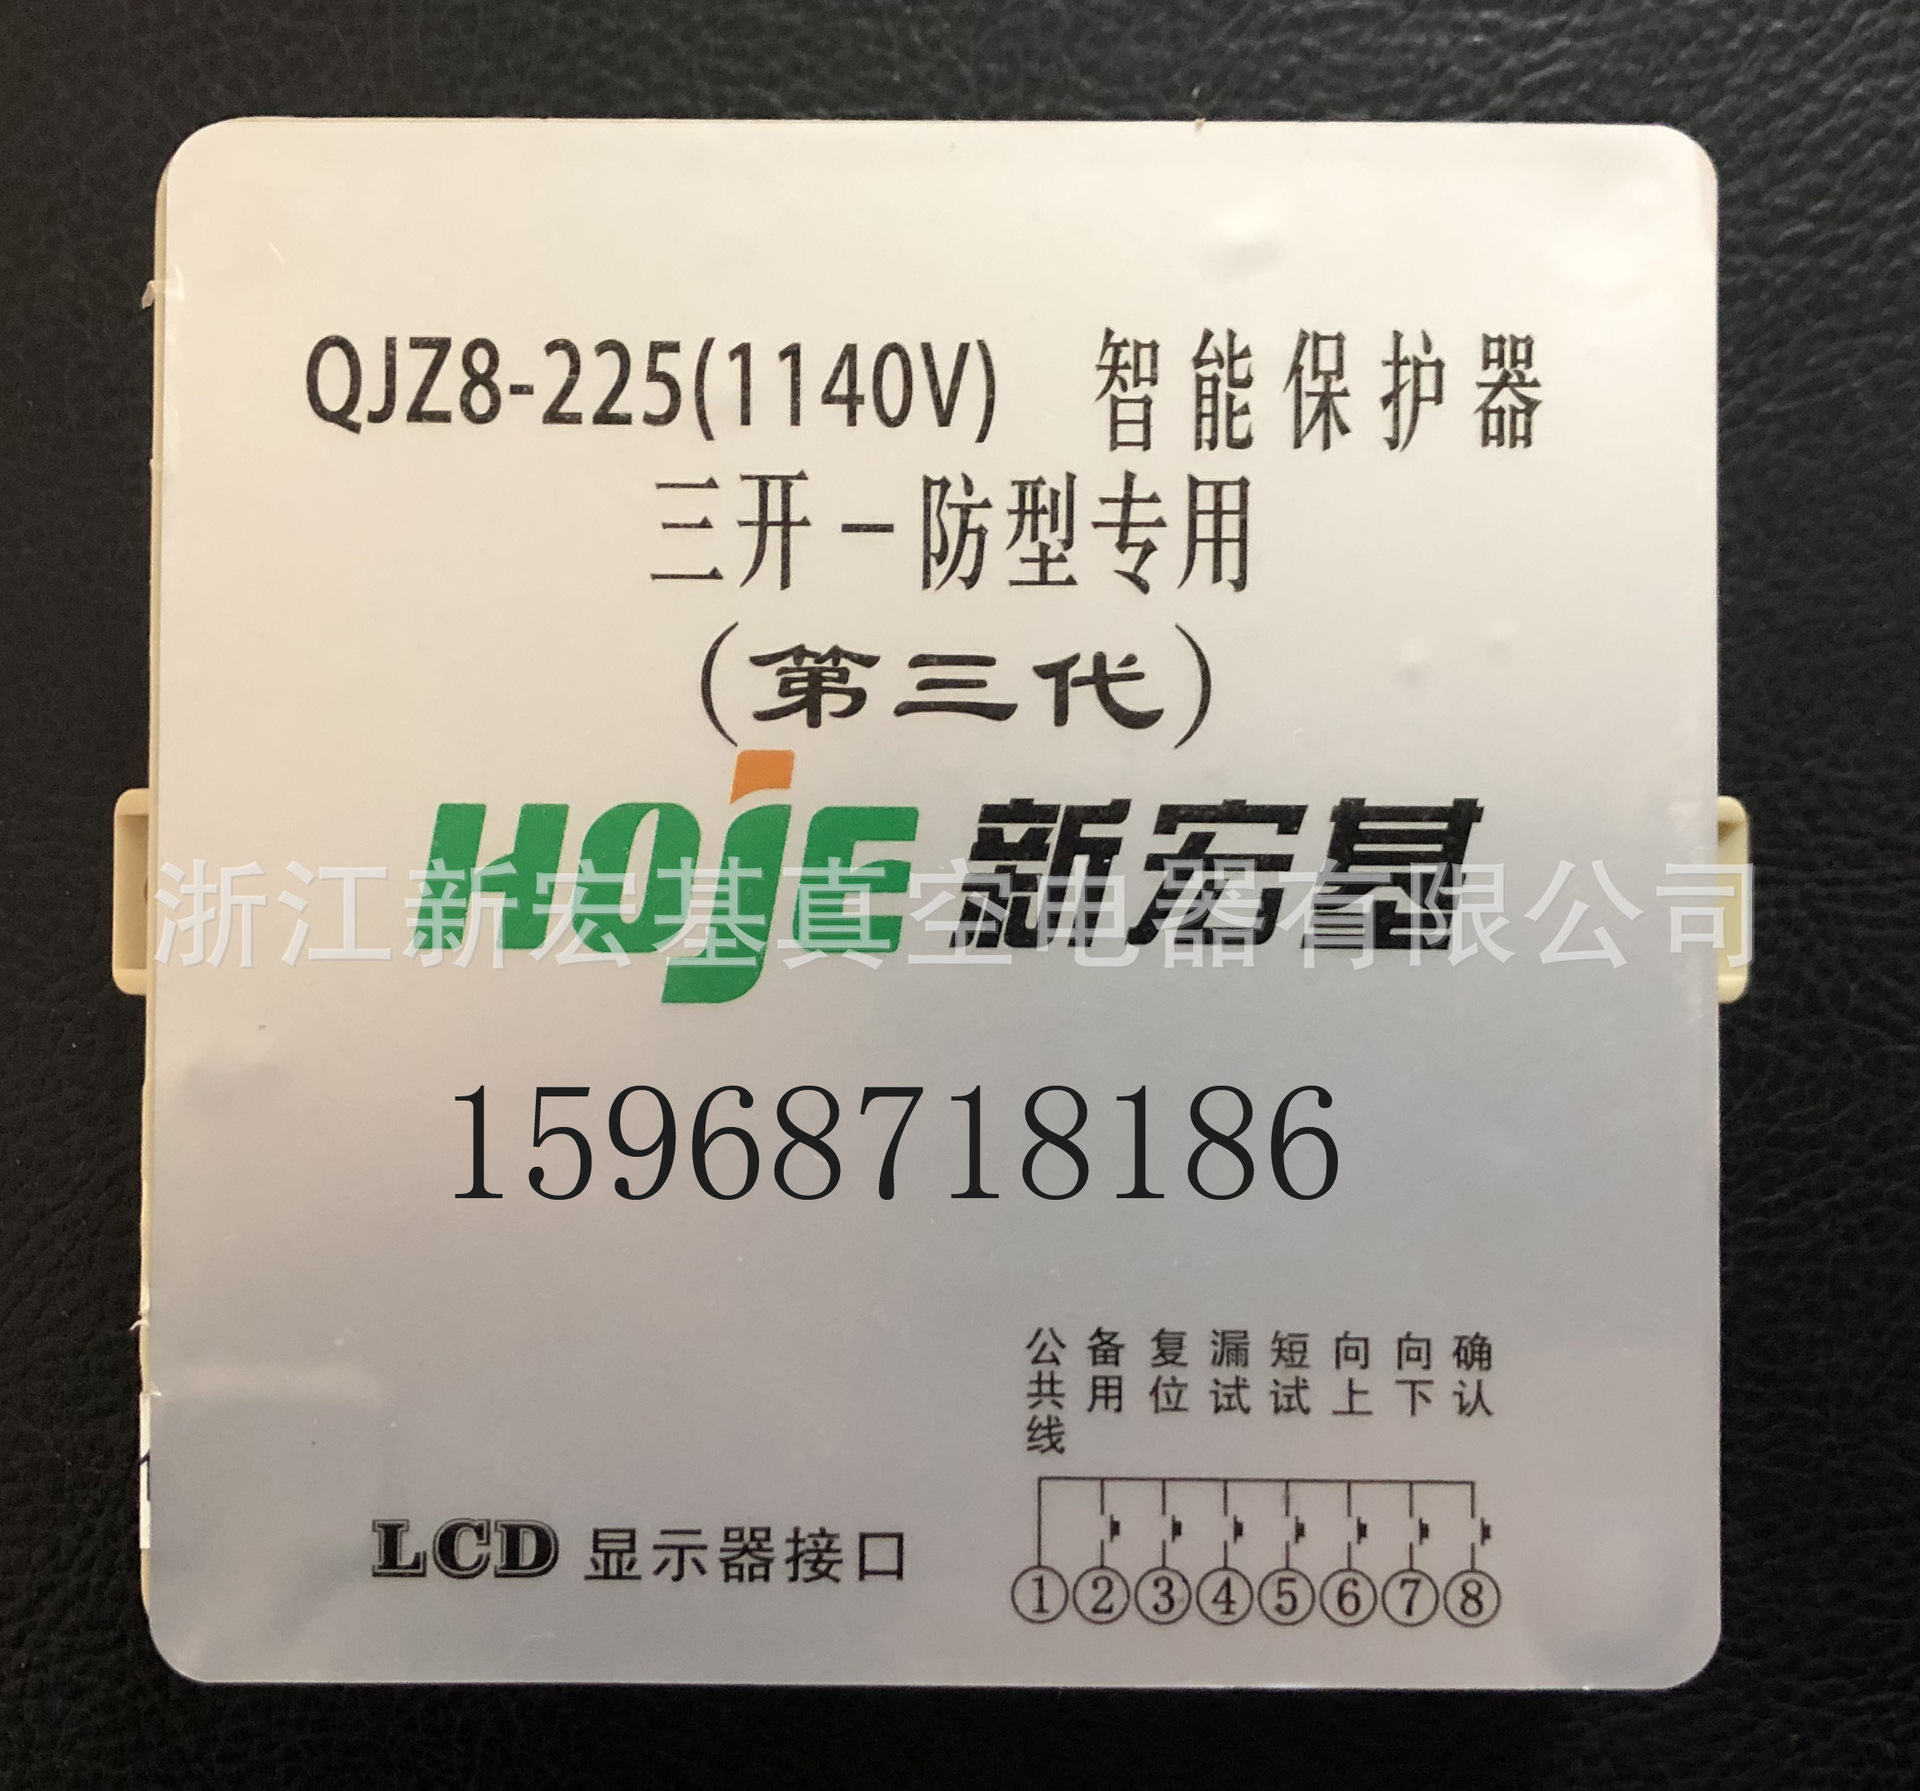 QJZ8-225(1140V) 智能保护器
三开-防型专用
(第三代)
HOJE 新宏基
浙江新宏基真空电器有限公司
15968718186
公共线 备用 复位 漏试 短试 向上 向下 确认
LCD 显示器接口 ①②③④⑤⑥⑦⑧